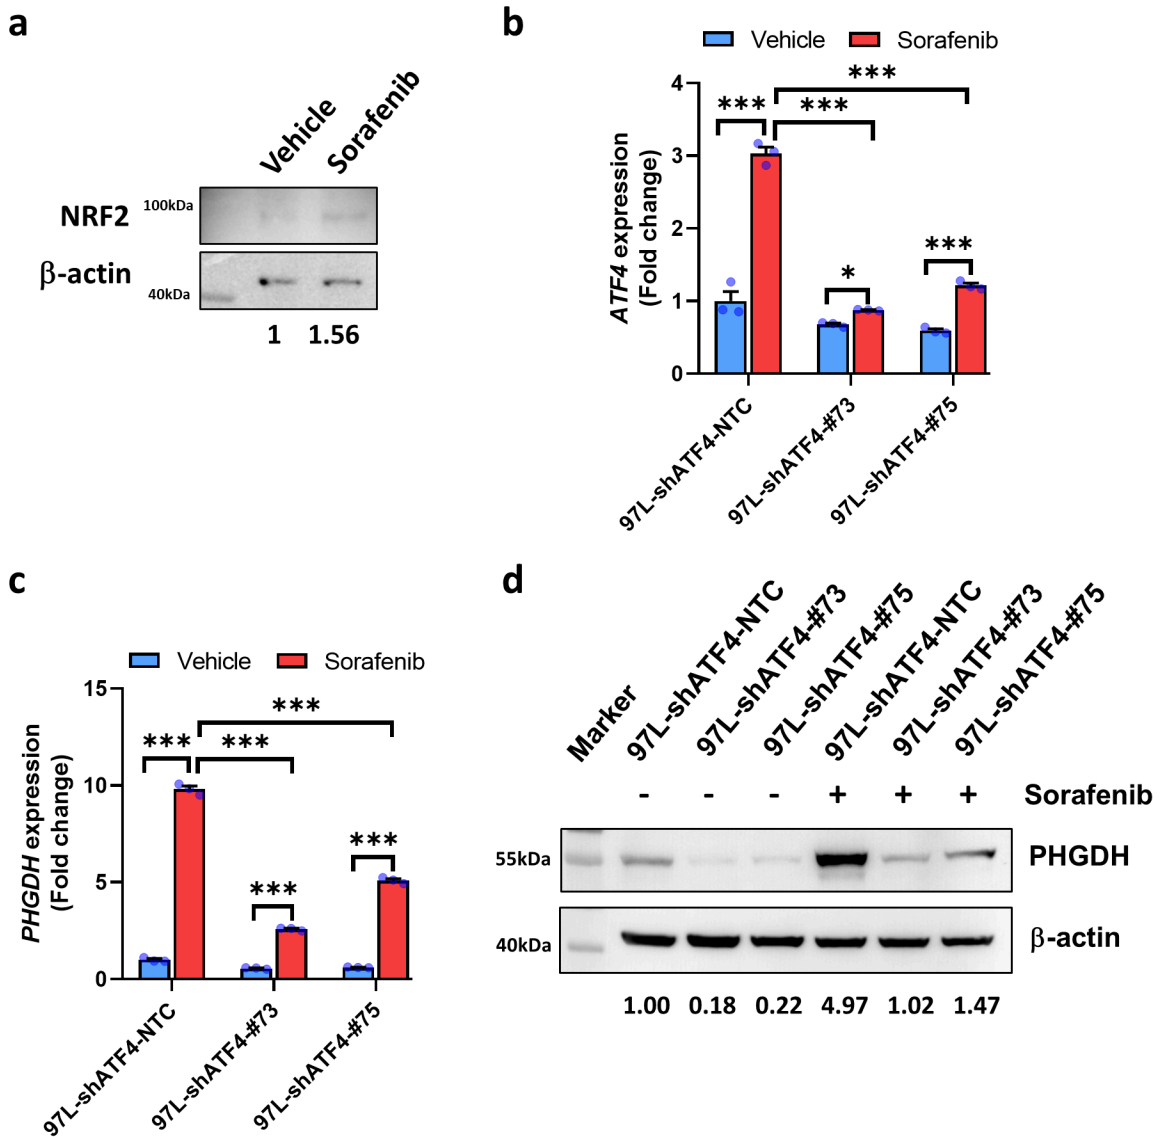 a
Vehicle
Sorafenib
NRF2
100kDa
β-actin
40kDa
1 1.56
b
Vehicle Sorafenib
ATF4 expression
(Fold change)
4
3
2
1
0
***
***
***
*
***
97L-shATF4-NTC
97L-shATF4-#73
97L-shATF4-#75
c
Vehicle Sorafenib
PHGDH expression
(Fold change)
15
10
5
0
***
***
***
***
***
97L-shATF4-NTC
97L-shATF4-#73
97L-shATF4-#75
d
Marker
97L-shATF4-NTC
97L-shATF4-#73
97L-shATF4-#75
97L-shATF4-NTC
97L-shATF4-#73
97L-shATF4-#75
- - - + + + Sorafenib
55kDa
PHGDH
40kDa
β-actin
1.00 0.18 0.22 4.97 1.02 1.47